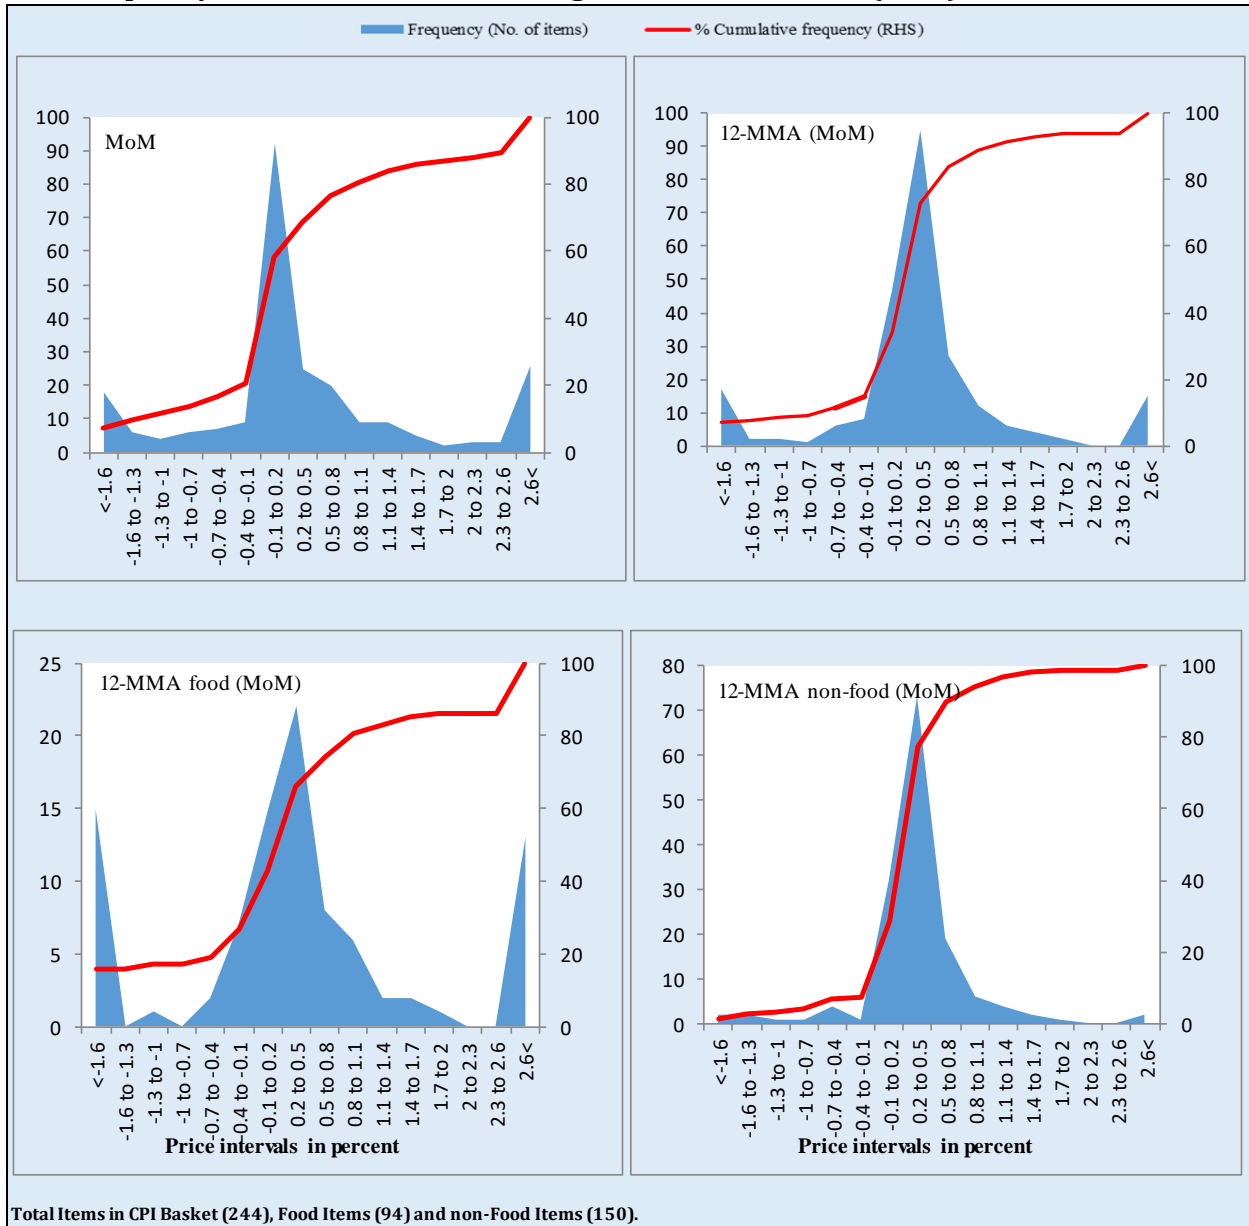 Frequency (No. of items) % Cumulative frequency (RHS)
MoM
100
90
80
70
60
50
40
30
20
10
0
100
80
60
40
20
0
<-1.6
-1.6 to -1.3
-1.3 to -1
-1 to -0.7
-0.7 to -0.4
-0.4 to -0.1
-0.1 to 0.2
0.2 to 0.5
0.5 to 0.8
0.8 to 1.1
1.1 to 1.4
1.4 to 1.7
1.7 to 2
2 to 2.3
2.3 to 2.6
2.6<
12-MMA (MoM)
100
90
80
70
60
50
40
30
20
10
0
100
80
60
40
20
0
<-1.6
-1.6 to -1.3
-1.3 to -1
-1 to -0.7
-0.7 to -0.4
-0.4 to -0.1
-0.1 to 0.2
0.2 to 0.5
0.5 to 0.8
0.8 to 1.1
1.1 to 1.4
1.4 to 1.7
1.7 to 2
2 to 2.3
2.3 to 2.6
2.6<
12-MMA food (MoM)
25
20
15
10
5
0
100
80
60
40
20
0
<-1.6
-1.6 to -1.3
-1.3 to -1
-1 to -0.7
-0.7 to -0.4
-0.4 to -0.1
-0.1 to 0.2
0.2 to 0.5
0.5 to 0.8
0.8 to 1.1
1.1 to 1.4
1.4 to 1.7
1.7 to 2
2 to 2.3
2.3 to 2.6
2.6<
Price intervals in percent
12-MMA non-food (MoM)
80
70
60
50
40
30
20
10
0
100
80
60
40
20
0
<-1.6
-1.6 to -1.3
-1.3 to -1
-1 to -0.7
-0.7 to -0.4
-0.4 to -0.1
-0.1 to 0.2
0.2 to 0.5
0.5 to 0.8
0.8 to 1.1
1.1 to 1.4
1.4 to 1.7
1.7 to 2
2 to 2.3
2.3 to 2.6
2.6<
Price intervals in percent
Total Items in CPI Basket (244), Food Items (94) and non-Food Items (150).